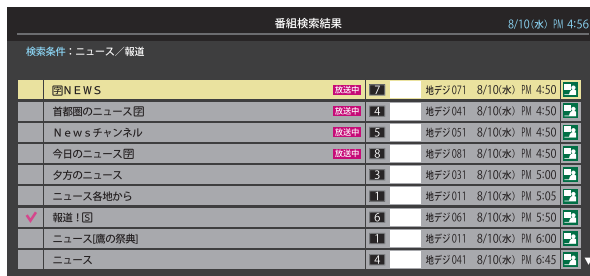 番組検索結果
8/10(水) PM 4:56
検索条件：ニュース／報道
🈑NEWS 放送中 7 地デジ071 8/10(水) PM 4:50
首都圏のニュース🈑 放送中 4 地デジ041 8/10(水) PM 4:50
Ｎｅｗｓチャンネル 放送中 5 地デジ051 8/10(水) PM 4:50
今日のニュース🈑 放送中 8 地デジ081 8/10(水) PM 4:50
夕方のニュース 3 地デジ031 8/10(水) PM 5:00
ニュース各地から 1 地デジ011 8/10(水) PM 5:05
報道！🅂 6 地デジ061 8/10(水) PM 5:50
ニュース[鷹の祭典] 1 地デジ011 8/10(水) PM 6:00
ニュース 4 地デジ041 8/10(水) PM 6:45